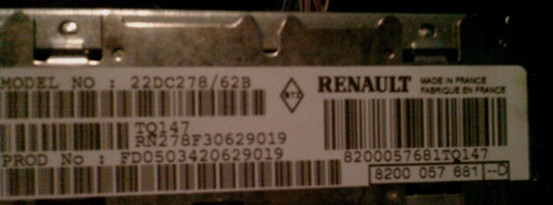 MODEL NO : 22DC278/62B
RENAULT
MADE IN FRANCE
FABRIQUE EN FRANCE
TQ147
RN278F30629019
PROD No : FD0503420629019
8200057681TQ147
8200 057 681 --D